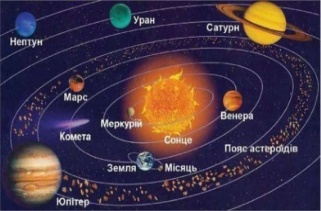 Нептун
Уран
Сатурн
Марс
Меркурій
Венера
Комета
Сонце
Пояс астероїдів
Земля
Місяць
Юпітер